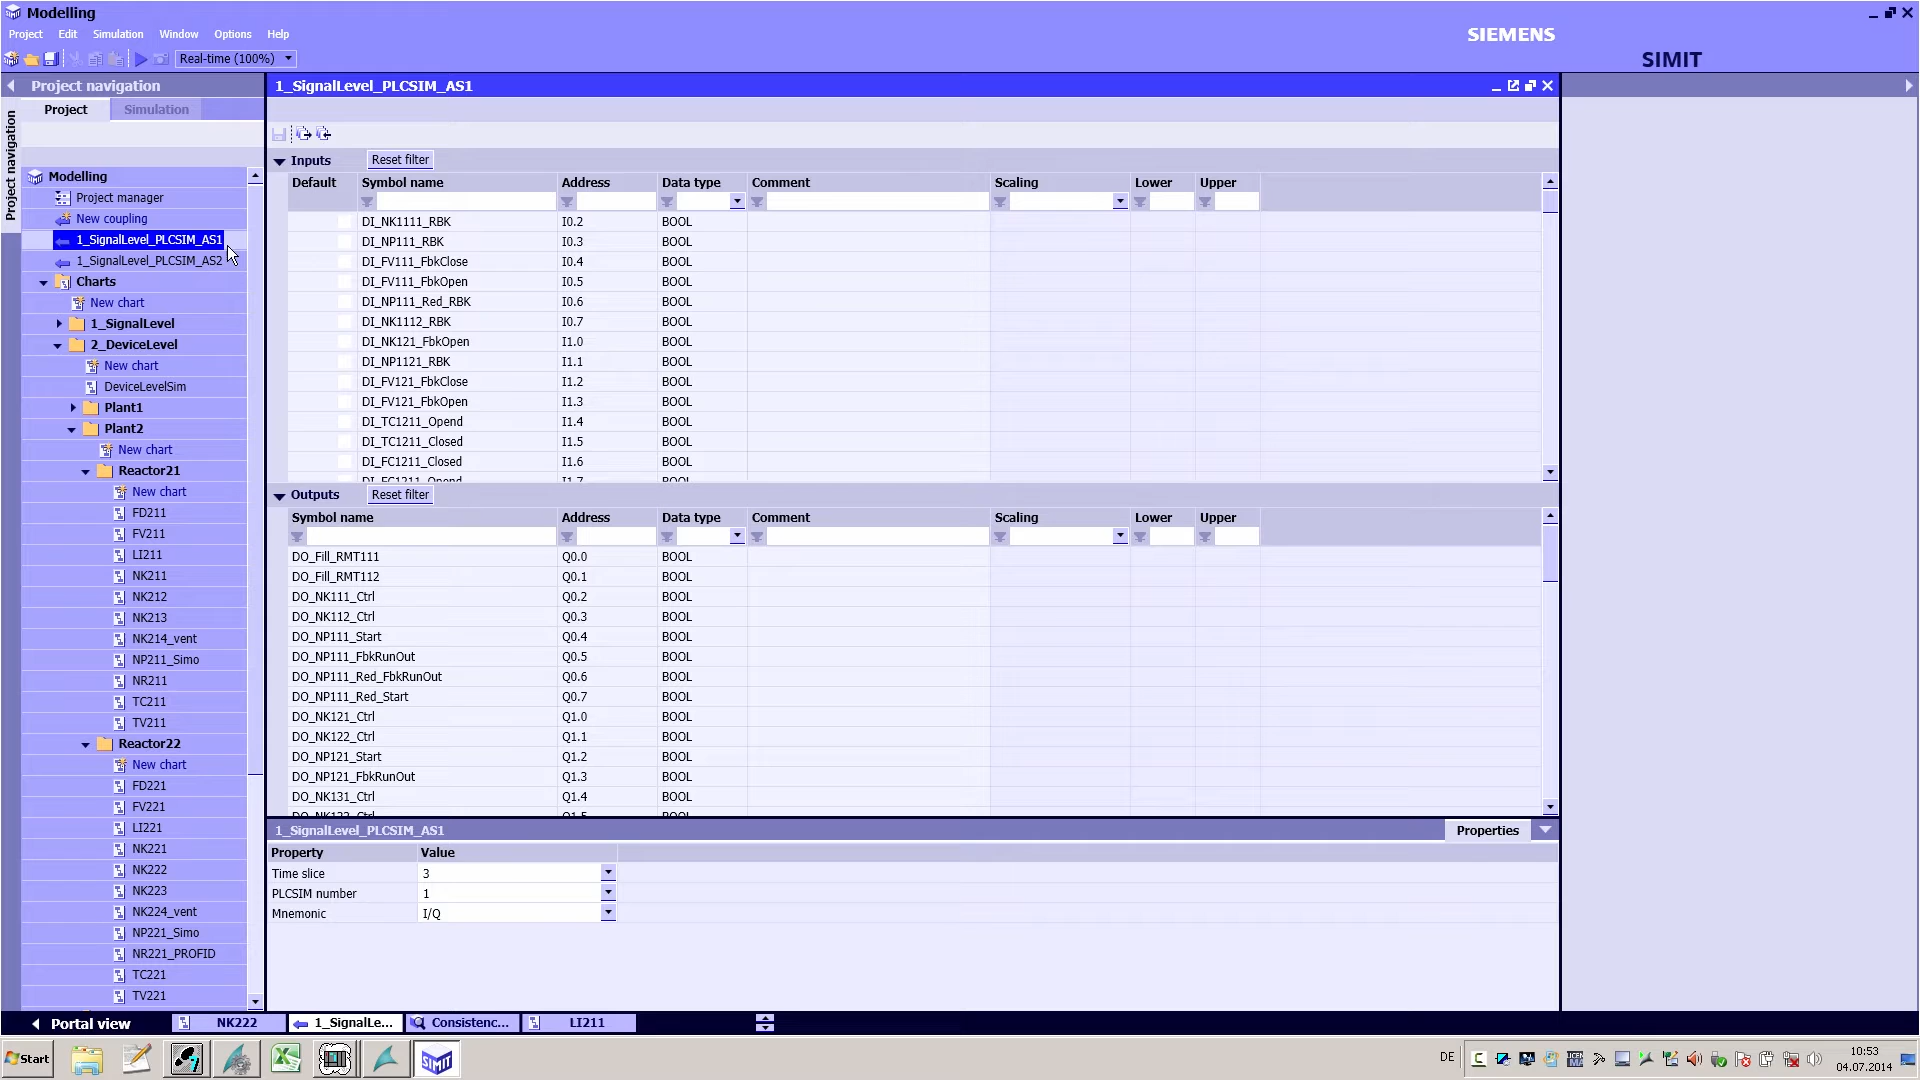 Modelling
Project Edit Simulation Window Options Help
SIEMENS
Real-time (100%)
SIMIT
Project navigation
1_SignalLevel_PLCSIM_AS1
Project Simulation
Project navigation
Inputs Reset filter
Default Symbol name Address Data type Comment Scaling Lower Upper
DI_NK1111_RBK I0.2 BOOL
DI_NP111_RBK I0.3 BOOL
DI_FV111_FbkClose I0.4 BOOL
DI_FV111_FbkOpen I0.5 BOOL
DI_NP111_Red_RBK I0.6 BOOL
DI_NK1112_RBK I0.7 BOOL
DI_NK121_FbkOpen I1.0 BOOL
DI_NP1121_RBK I1.1 BOOL
DI_FV121_FbkClose I1.2 BOOL
DI_FV121_FbkOpen I1.3 BOOL
DI_TC1211_Opend I1.4 BOOL
DI_TC1211_Closed I1.5 BOOL
DI_FC1211_Closed I1.6 BOOL
DI_FC1211_Opend I1.7 BOOL
Outputs Reset filter
Symbol name Address Data type Comment Scaling Lower Upper
DO_Fill_RMT111 Q0.0 BOOL
DO_Fill_RMT112 Q0.1 BOOL
DO_NK111_Ctrl Q0.2 BOOL
DO_NK112_Ctrl Q0.3 BOOL
DO_NP111_Start Q0.4 BOOL
DO_NP111_FbkRunOut Q0.5 BOOL
DO_NP111_Red_FbkRunOut Q0.6 BOOL
DO_NP111_Red_Start Q0.7 BOOL
DO_NK121_Ctrl Q1.0 BOOL
DO_NK122_Ctrl Q1.1 BOOL
DO_NP121_Start Q1.2 BOOL
DO_NP121_FbkRunOut Q1.3 BOOL
DO_NK131_Ctrl Q1.4 BOOL
DO_NK132_Ctrl Q1.5 BOOL
1_SignalLevel_PLCSIM_AS1 Properties
Property Value
Time slice 3
PLCSIM number 1
Mnemonic I/Q
Modelling
Project manager
New coupling
1_SignalLevel_PLCSIM_AS1
1_SignalLevel_PLCSIM_AS2
Charts
New chart
1_SignalLevel
2_DeviceLevel
New chart
DeviceLevelSim
Plant1
Plant2
New chart
Reactor21
New chart
FD211
FV211
LI211
NK211
NK212
NK213
NK214_vent
NP211_Simo
NR211
TC211
TV211
Reactor22
New chart
FD221
FV221
LI221
NK221
NK222
NK223
NK224_vent
NP221_Simo
NR221_PROFID
TC221
TV221
Portal view NK222 1_SignalLe... Consistenc... LI211
Start
SIMIT
DE
10:53
04.07.2014